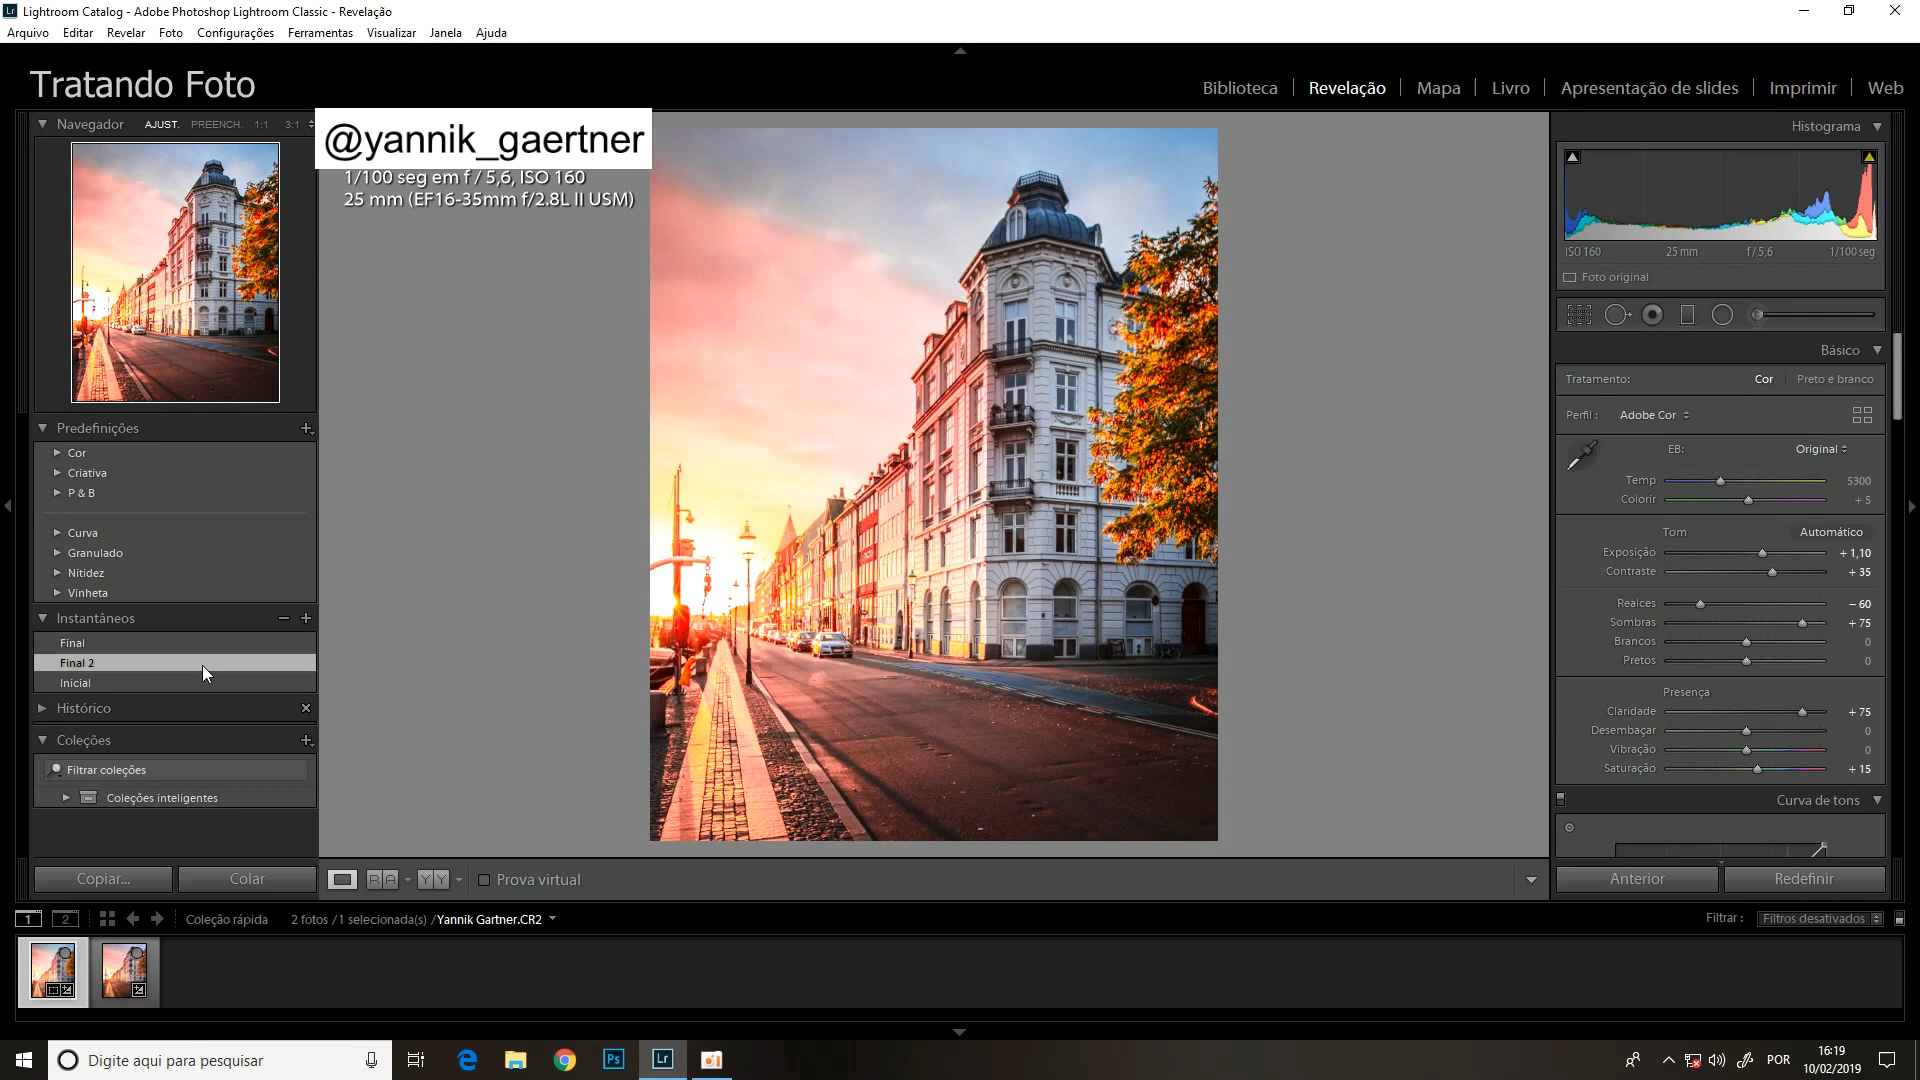 Lightroom Catalog - Adobe Photoshop Lightroom Classic - Revelação
Arquivo Editar Revelar Foto Configurações Ferramentas Visualizar Janela Ajuda
Tratando Foto
Biblioteca Revelação Mapa Livro Apresentação de slides Imprimir Web
Navegador AJUST. PREENCH. 1:1 3:1
@yannik_gaertner
1/100 seg em f / 5,6, ISO 160
25 mm (EF16-35mm f/2.8L II USM)
Predefinições
Cor
Criativa
P & B
Curva
Granulado
Nitidez
Vinheta
Instantâneos
Final
Final 2
Inicial
Histórico
Coleções
Filtrar coleções
Coleções inteligentes
Copiar... Colar
R A Y Y Prova virtual
Histograma
ISO 160 25 mm f / 5,6 1/100 seg
Foto original
Básico
Tratamento: Cor Preto e branco
Perfil : Adobe Cor
EB: Original
Temp 5300
Colorir + 5
Tom Automático
Exposição + 1,10
Contraste + 35
Realces − 60
Sombras + 75
Brancos 0
Pretos 0
Presença
Claridade + 75
Desembaçar 0
Vibração 0
Saturação + 15
Curva de tons
Anterior Redefinir
1 2 Coleção rápida 2 fotos /1 selecionada(s) /Yannik Gartner.CR2 Filtrar : Filtros desativados
Digite aqui para pesquisar
POR
16:19
10/02/2019